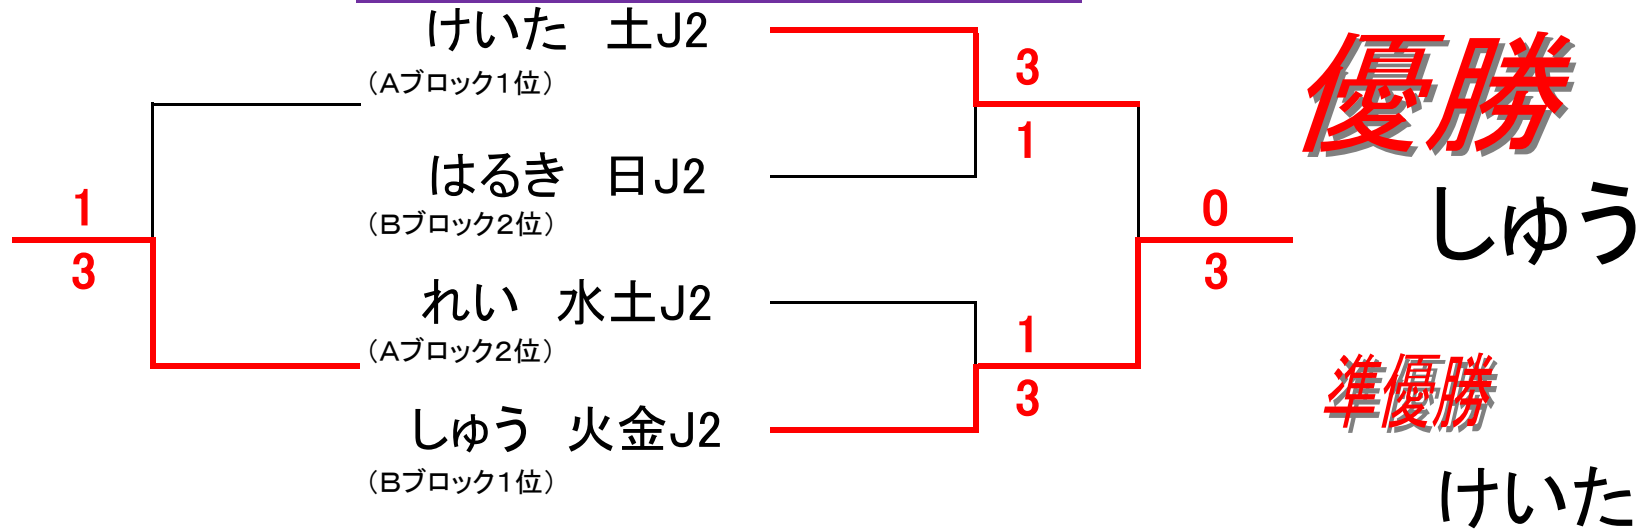 けいた　土J2
（Aブロック1位）
3
1
はるき　日J2
（Bブロック2位）
1
3
0
3
れい　水土J2
（Aブロック2位）
1
3
しゅう　火金J2
（Bブロック1位）
優勝
しゅう
準優勝
けいた